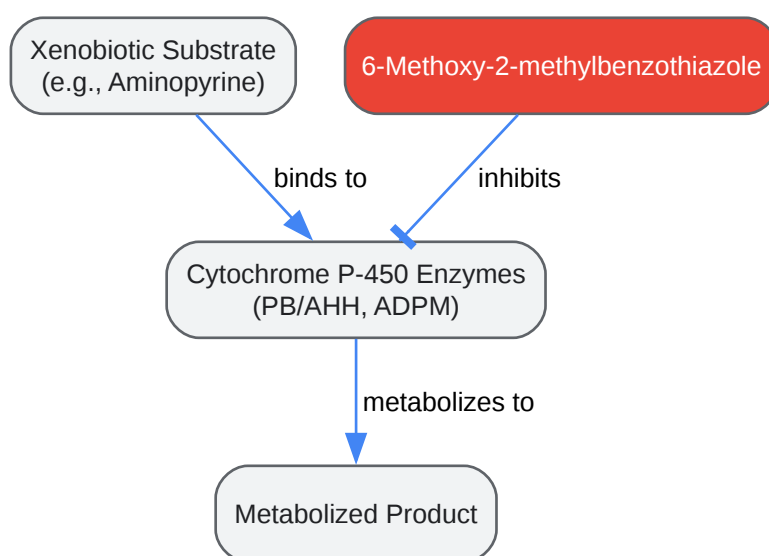 Xenobiotic Substrate
(e.g., Aminopyrine)
6-Methoxy-2-methylbenzothiazole
binds to
inhibits
Cytochrome P-450 Enzymes
(PB/AHH, ADPM)
metabolizes to
Metabolized Product